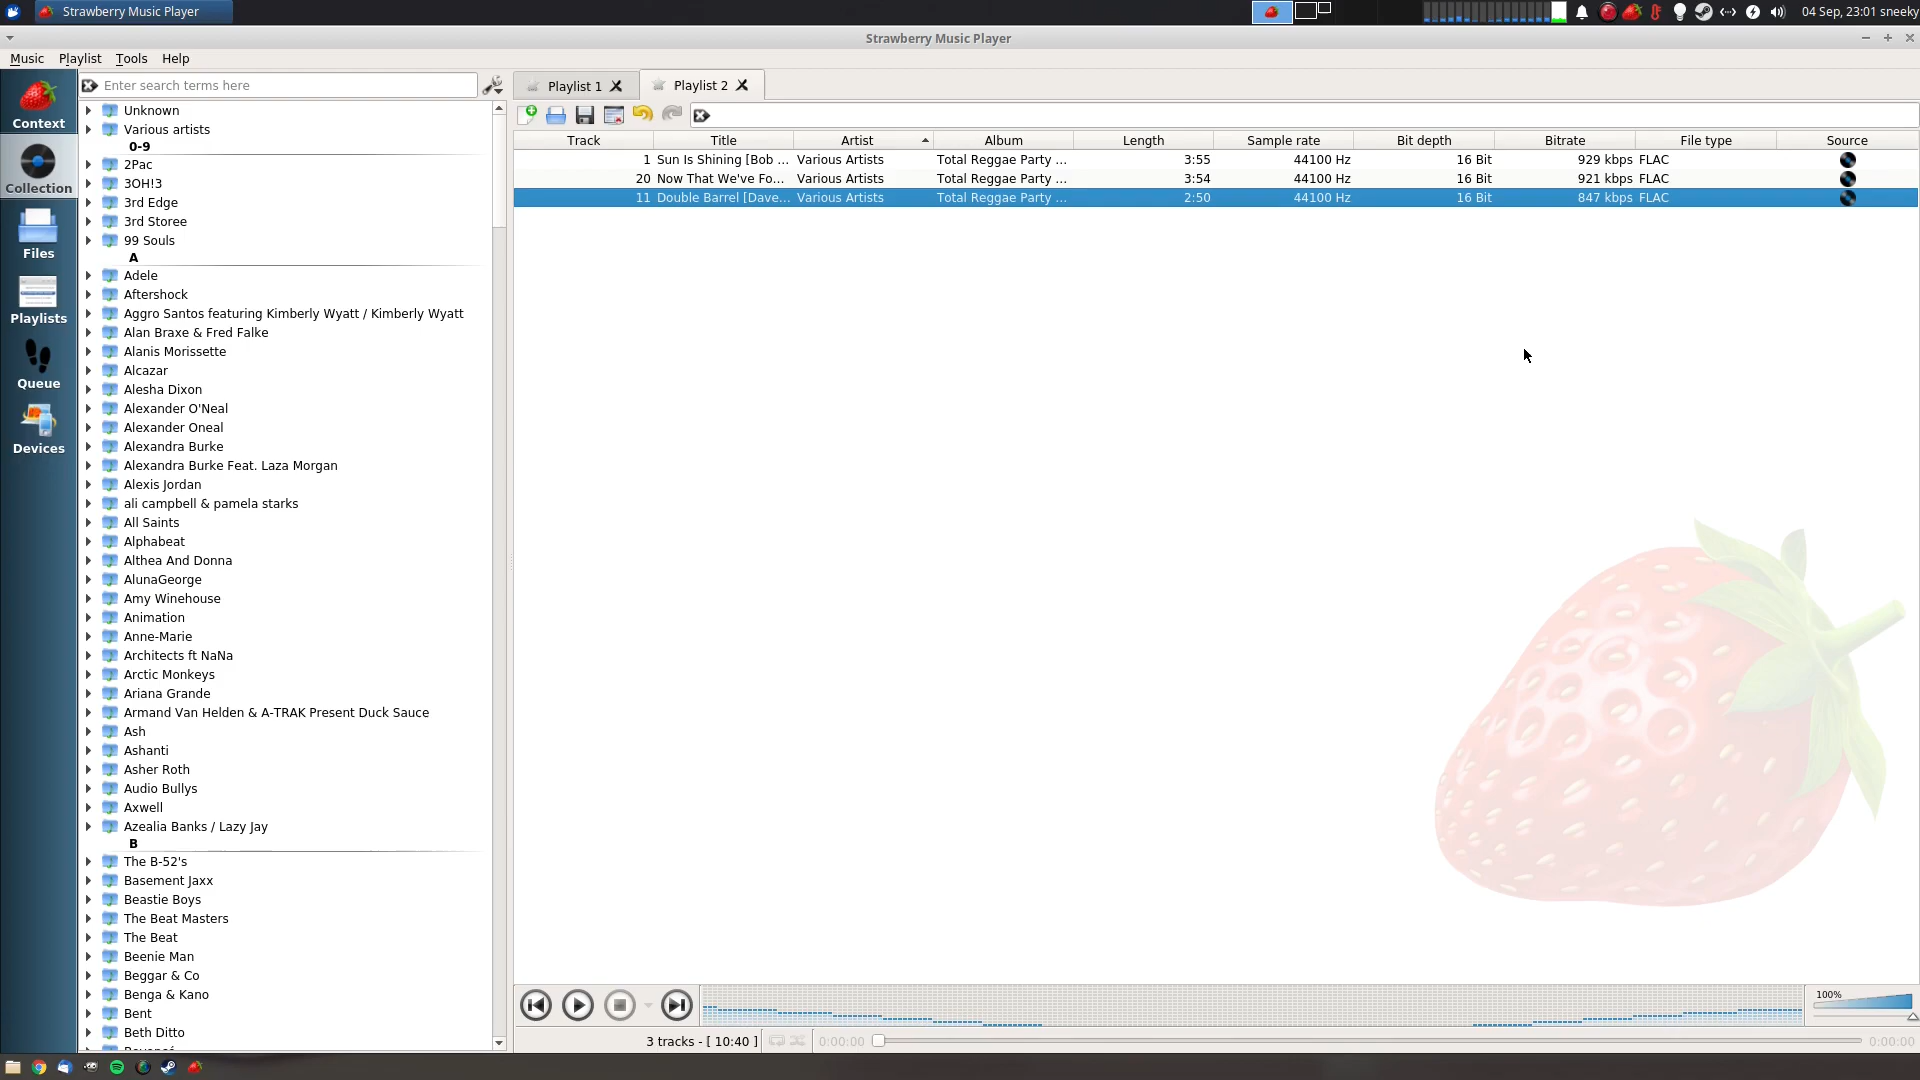 Strawberry Music Player
04 Sep, 23:01 sneeky
Strawberry Music Player
Music Playlist Tools Help
Context
Collection
Files
Playlists
Queue
Devices
Enter search terms here
Unknown
Various artists
0-9
2Pac
3OH!3
3rd Edge
3rd Storee
99 Souls
A
Adele
Aftershock
Aggro Santos featuring Kimberly Wyatt / Kimberly Wyatt
Alan Braxe & Fred Falke
Alanis Morissette
Alcazar
Alesha Dixon
Alexander O'Neal
Alexander Oneal
Alexandra Burke
Alexandra Burke Feat. Laza Morgan
Alexis Jordan
ali campbell & pamela starks
All Saints
Alphabeat
Althea And Donna
AlunaGeorge
Amy Winehouse
Animation
Anne-Marie
Architects ft NaNa
Arctic Monkeys
Ariana Grande
Armand Van Helden & A-TRAK Present Duck Sauce
Ash
Ashanti
Asher Roth
Audio Bullys
Axwell
Azealia Banks / Lazy Jay
B
The B-52's
Basement Jaxx
Beastie Boys
The Beat Masters
The Beat
Beenie Man
Beggar & Co
Benga & Kano
Bent
Beth Ditto
Playlist 1 Playlist 2
Track Title Artist Album Length Sample rate Bit depth Bitrate File type Source
1 Sun Is Shining [Bob ... Various Artists Total Reggae Party ... 3:55 44100 Hz 16 Bit 929 kbps FLAC
20 Now That We've Fo... Various Artists Total Reggae Party ... 3:54 44100 Hz 16 Bit 921 kbps FLAC
11 Double Barrel [Dave... Various Artists Total Reggae Party ... 2:50 44100 Hz 16 Bit 847 kbps FLAC
100%
3 tracks - [ 10:40 ] 0:00:00 0:00:00